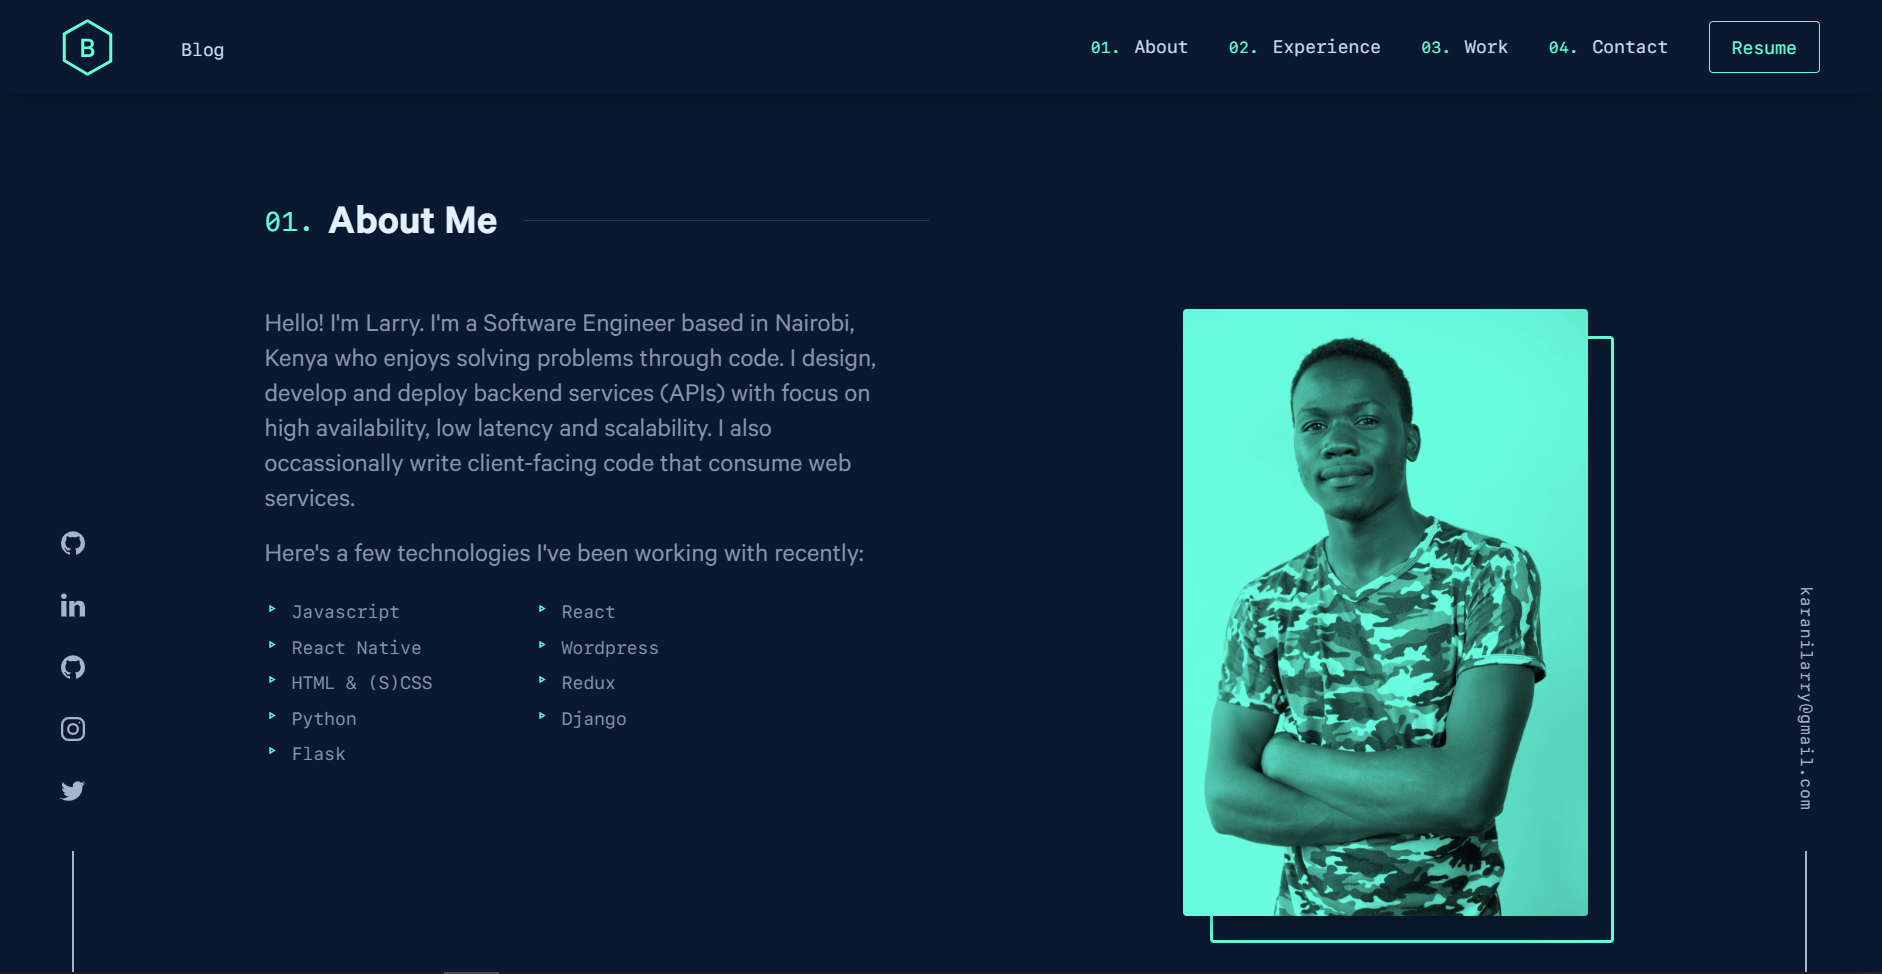 B
Blog
01. About
02. Experience
03. Work
04. Contact
Resume
01. About Me
Hello! I'm Larry. I'm a Software Engineer based in Nairobi,
Kenya who enjoys solving problems through code. I design,
develop and deploy backend services (APIs) with focus on
high availability, low latency and scalability. I also
occassionally write client-facing code that consume web
services.
Here's a few technologies I've been working with recently:
Javascript
React
React Native
Wordpress
HTML & (S)CSS
Redux
Python
Django
Flask
in
karanilarry@gmail.com